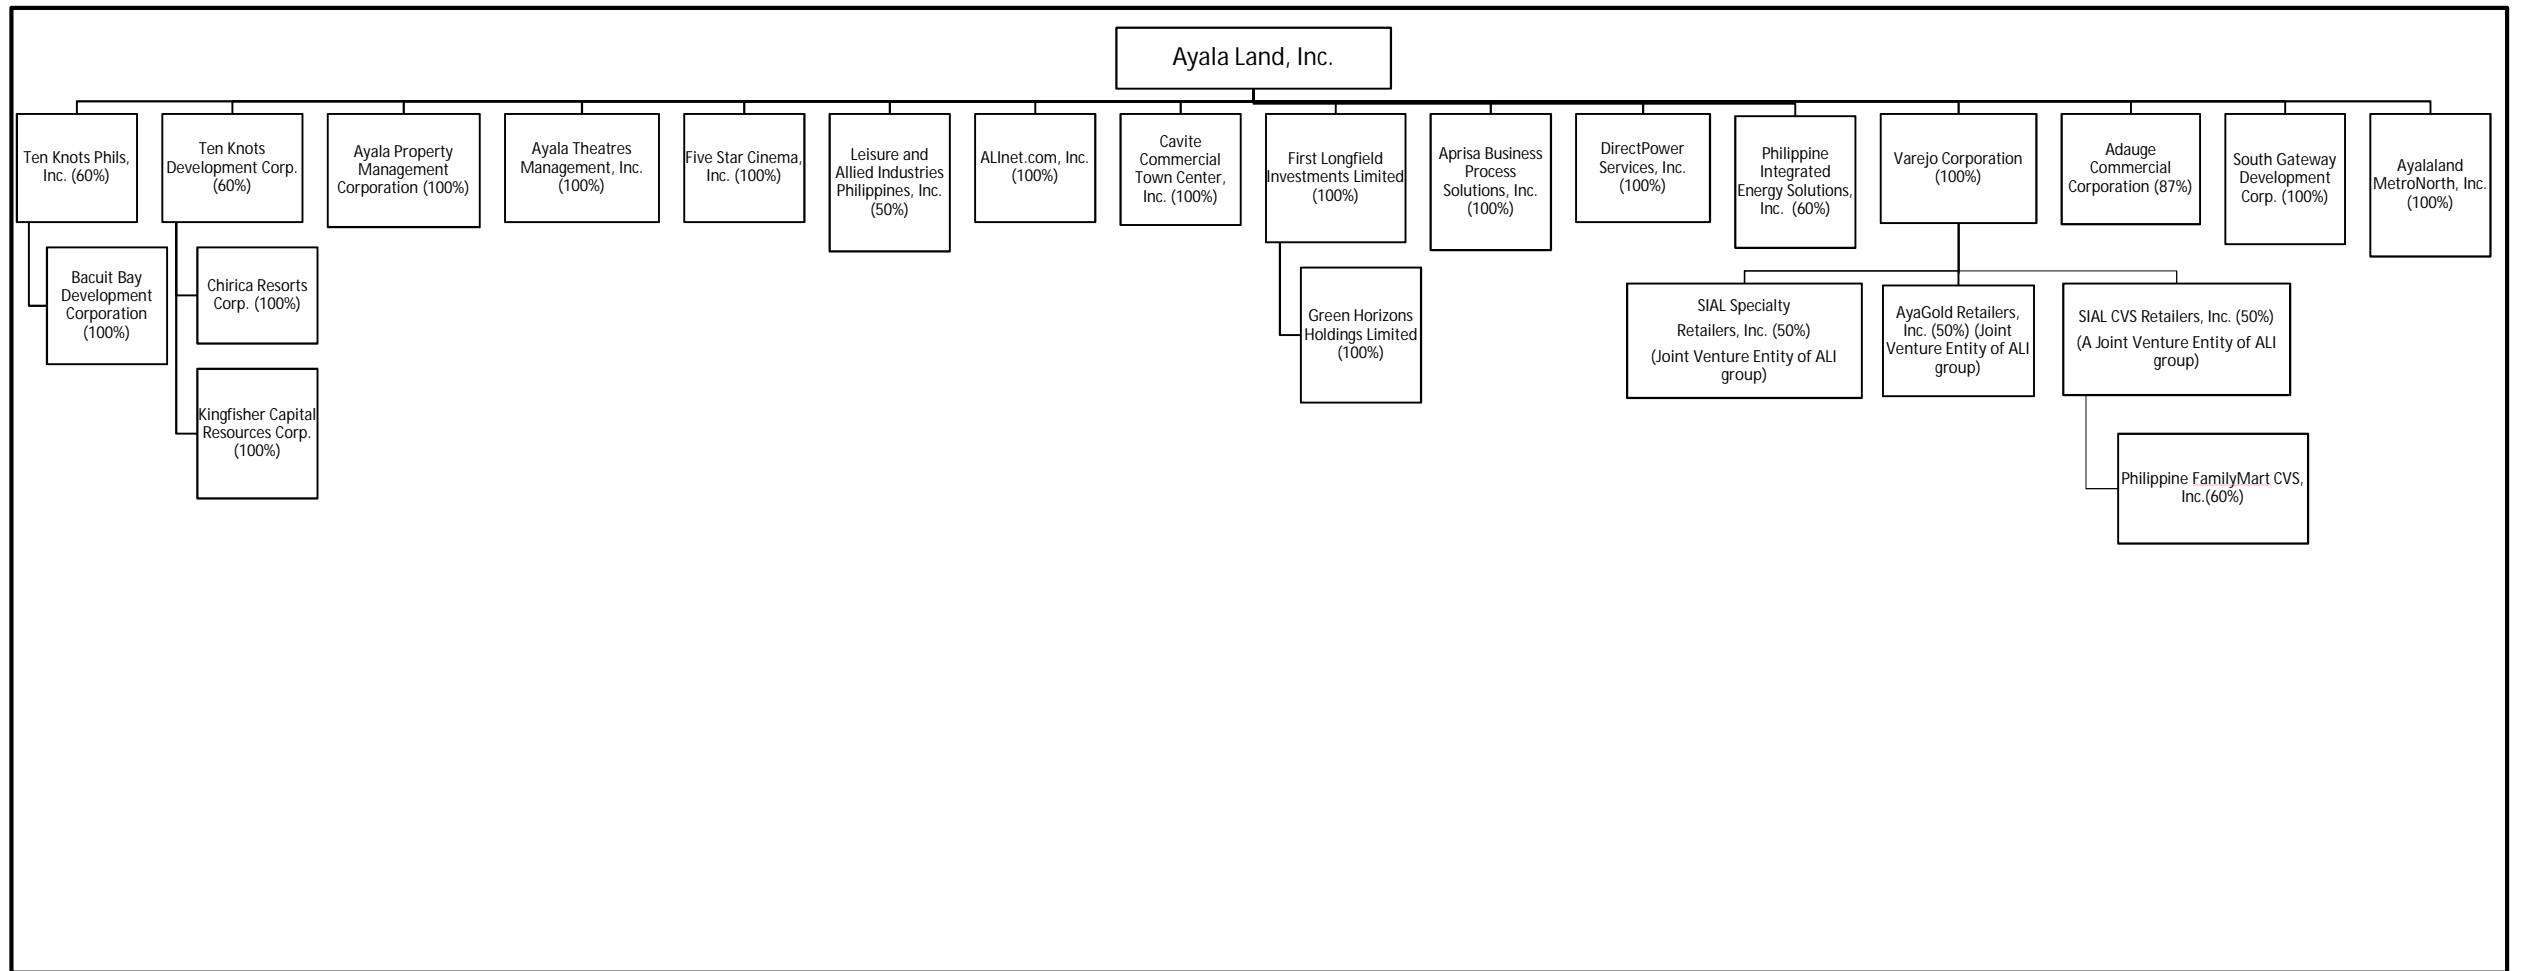 Ayala Land, Inc.
Ten Knots Phils,
Inc. (60%)
Ten Knots
Development Corp.
(60%)
Ayala Property
Management
Corporation (100%)
Ayala Theatres
Management, Inc.
(100%)
Five Star Cinema,
Inc. (100%)
Leisure and
Allied Industries
Philippines, Inc.
(50%)
ALInet.com, Inc.
(100%)
Cavite
Commercial
Town Center,
Inc. (100%)
First Longfield
Investments Limited
(100%)
Aprisa Business
Process
Solutions, Inc.
(100%)
DirectPower
Services, Inc.
(100%)
Philippine
Integrated
Energy Solutions,
Inc. (60%)
Varejo Corporation
(100%)
Adauge
Commercial
Corporation (87%)
South Gateway
Development
Corp. (100%)
Ayalaland
MetroNorth, Inc.
(100%)
Bacuit Bay
Development
Corporation
(100%)
Chirica Resorts
Corp. (100%)
Kingfisher Capital
Resources Corp.
(100%)
Green Horizons
Holdings Limited
(100%)
SIAL Specialty
Retailers, Inc. (50%)
(Joint Venture Entity of ALI
group)
AyaGold Retailers,
Inc. (50%) (Joint
Venture Entity of ALI
group)
SIAL CVS Retailers, Inc. (50%)
(A Joint Venture Entity of ALI
group)
Philippine FamilyMart CVS,
Inc.(60%)